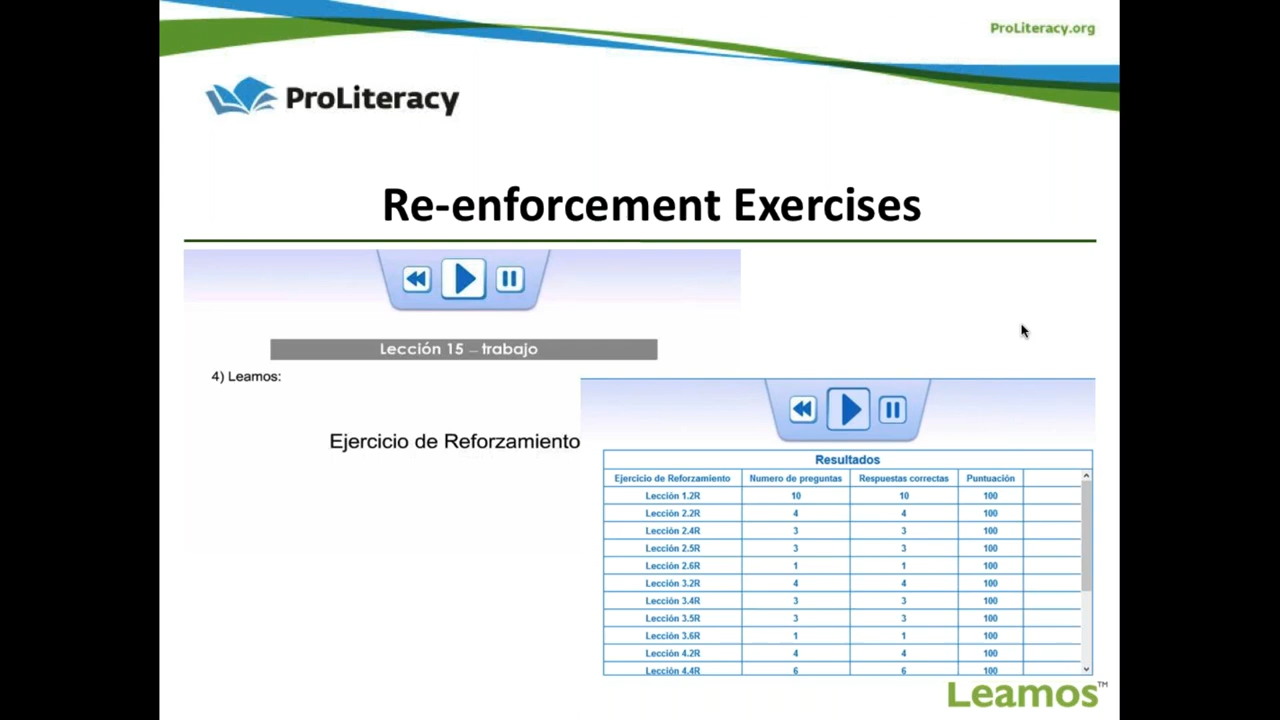 ProLiteracy.org
ProLiteracy
Re-enforcement Exercises
Lección 15 – trabajo
4) Leamos:
Ejercicio de Reforzamiento
Resultados
Ejercicio de Reforzamiento Numero de preguntas Respuestas correctas Puntuación
Lección 1.2R 10 10 100
Lección 2.2R 4 4 100
Lección 2.4R 3 3 100
Lección 2.5R 3 3 100
Lección 2.6R 1 1 100
Lección 3.2R 4 4 100
Lección 3.4R 3 3 100
Lección 3.5R 3 3 100
Lección 3.6R 1 1 100
Lección 4.2R 4 4 100
Lección 4.4R 6 6 100
Leamos™